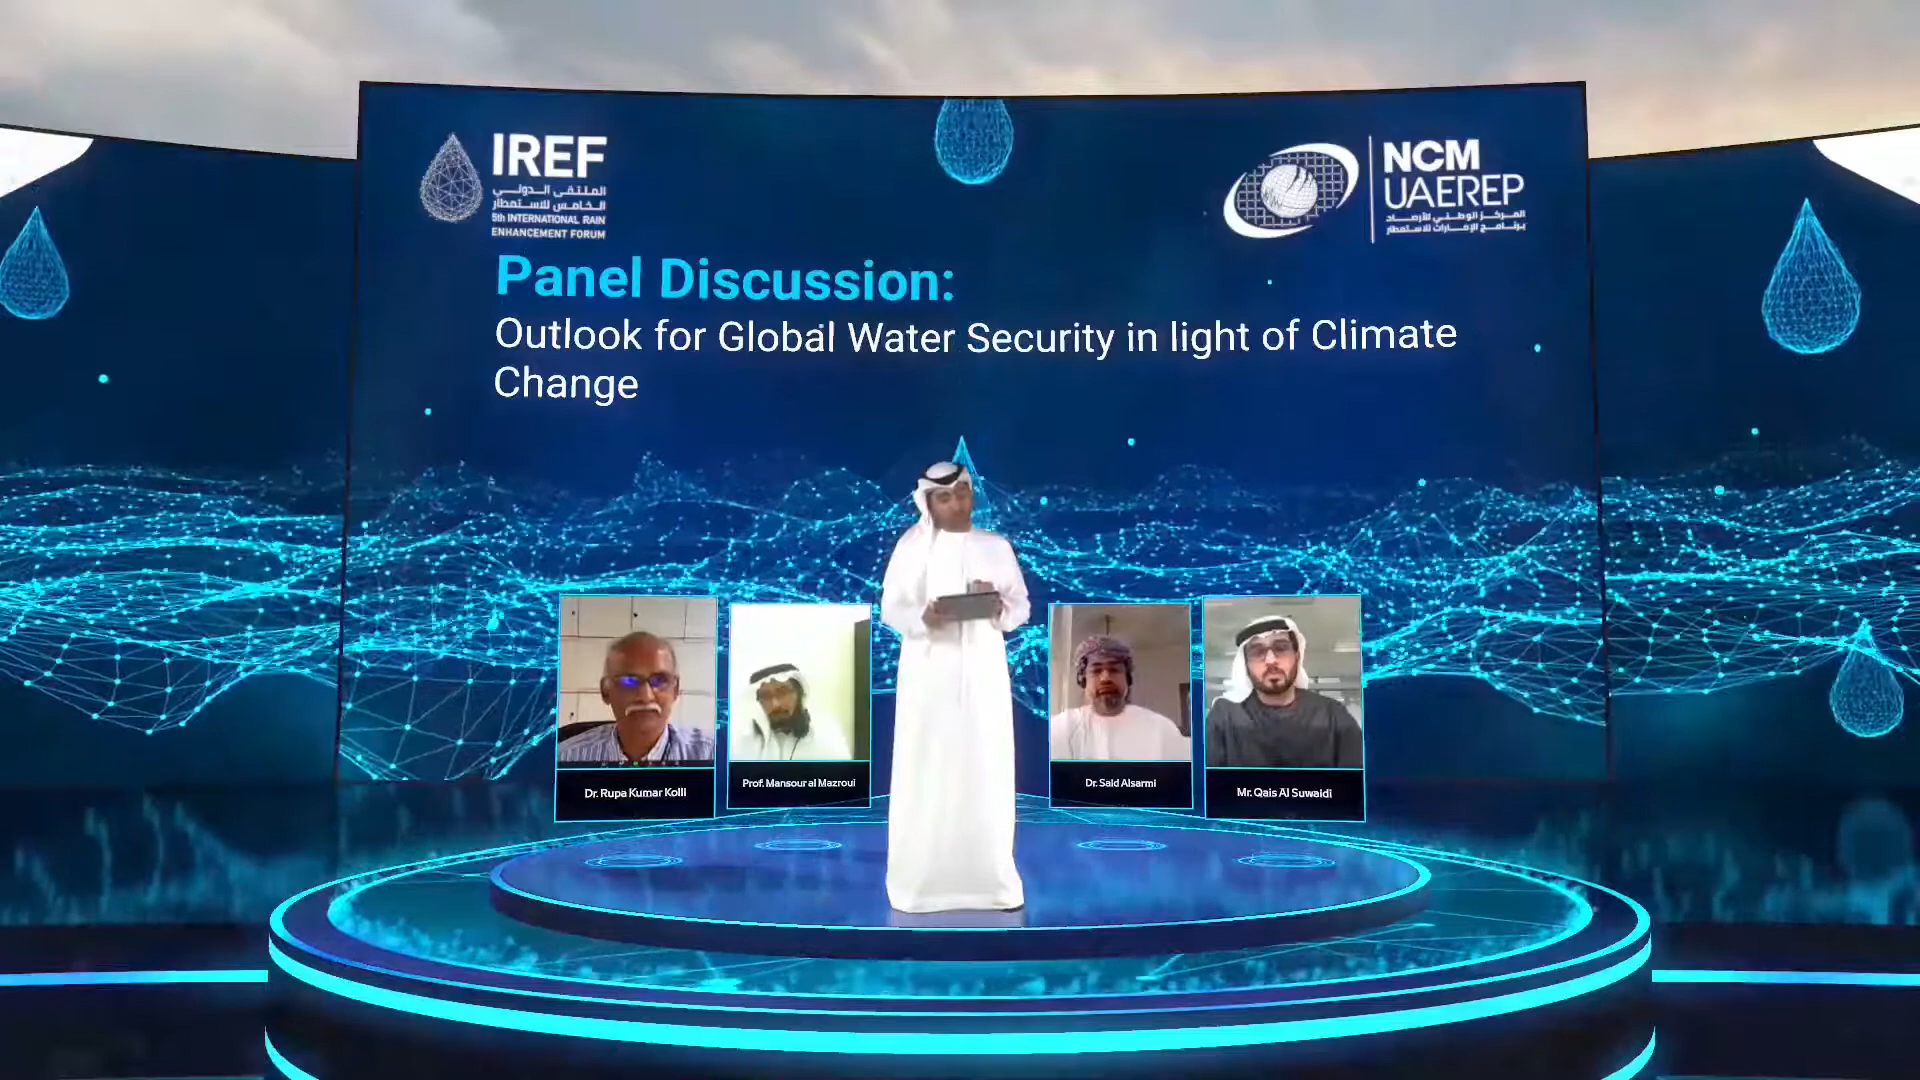 IREF
الملتقى الدولي
الخامس للاستمطار
5th INTERNATIONAL RAIN
ENHANCEMENT FORUM
NCM
UAEREP
المركز الوطني للأرصاد
برنامج الإمارات للاستمطار
Panel Discussion:
Outlook for Global Water Security in light of Climate
Change
Dr. Rupa Kumar Kolli
Prof. Mansour al Mazroui
Dr. Said Alsarmi
Mr. Qais Al Suwaidi